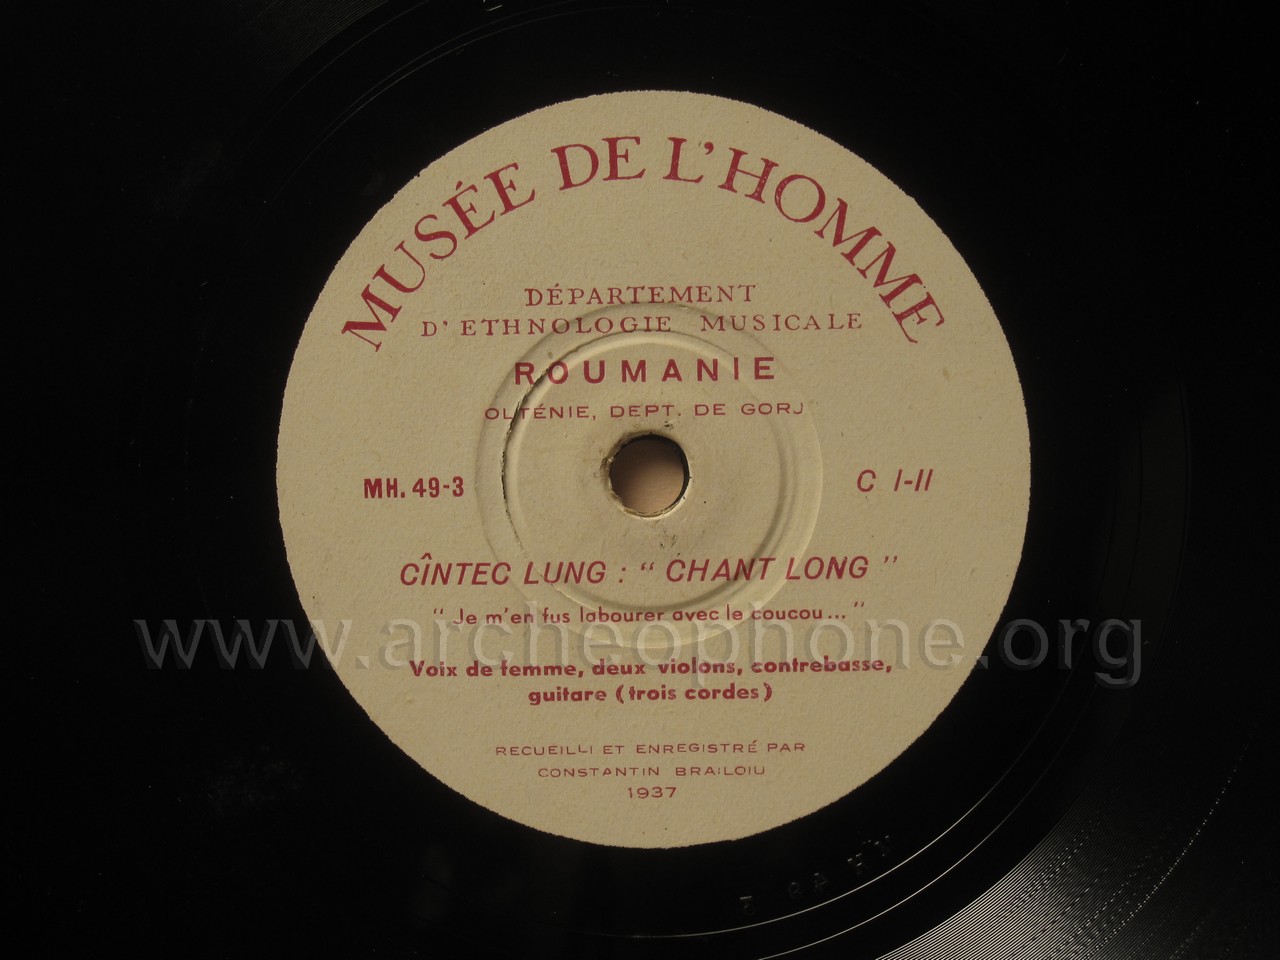 MUSÉE DE L'HOMME
DÉPARTEMENT
D'ETHNOLOGIE MUSICALE
ROUMANIE
OLTÉNIE, DEPT. DE GORJ
MH. 49-3
C I-II
CÎNTEC LUNG : “ CHANT LONG ”
“ Je m'en fus labourer avec le coucou... ”
www.archeophone.org
Voix de femme, deux violons, contrebasse,
guitare (trois cordes)
RECUEILLI ET ENREGISTRÉ PAR
CONSTANTIN BRAILOIU
1937